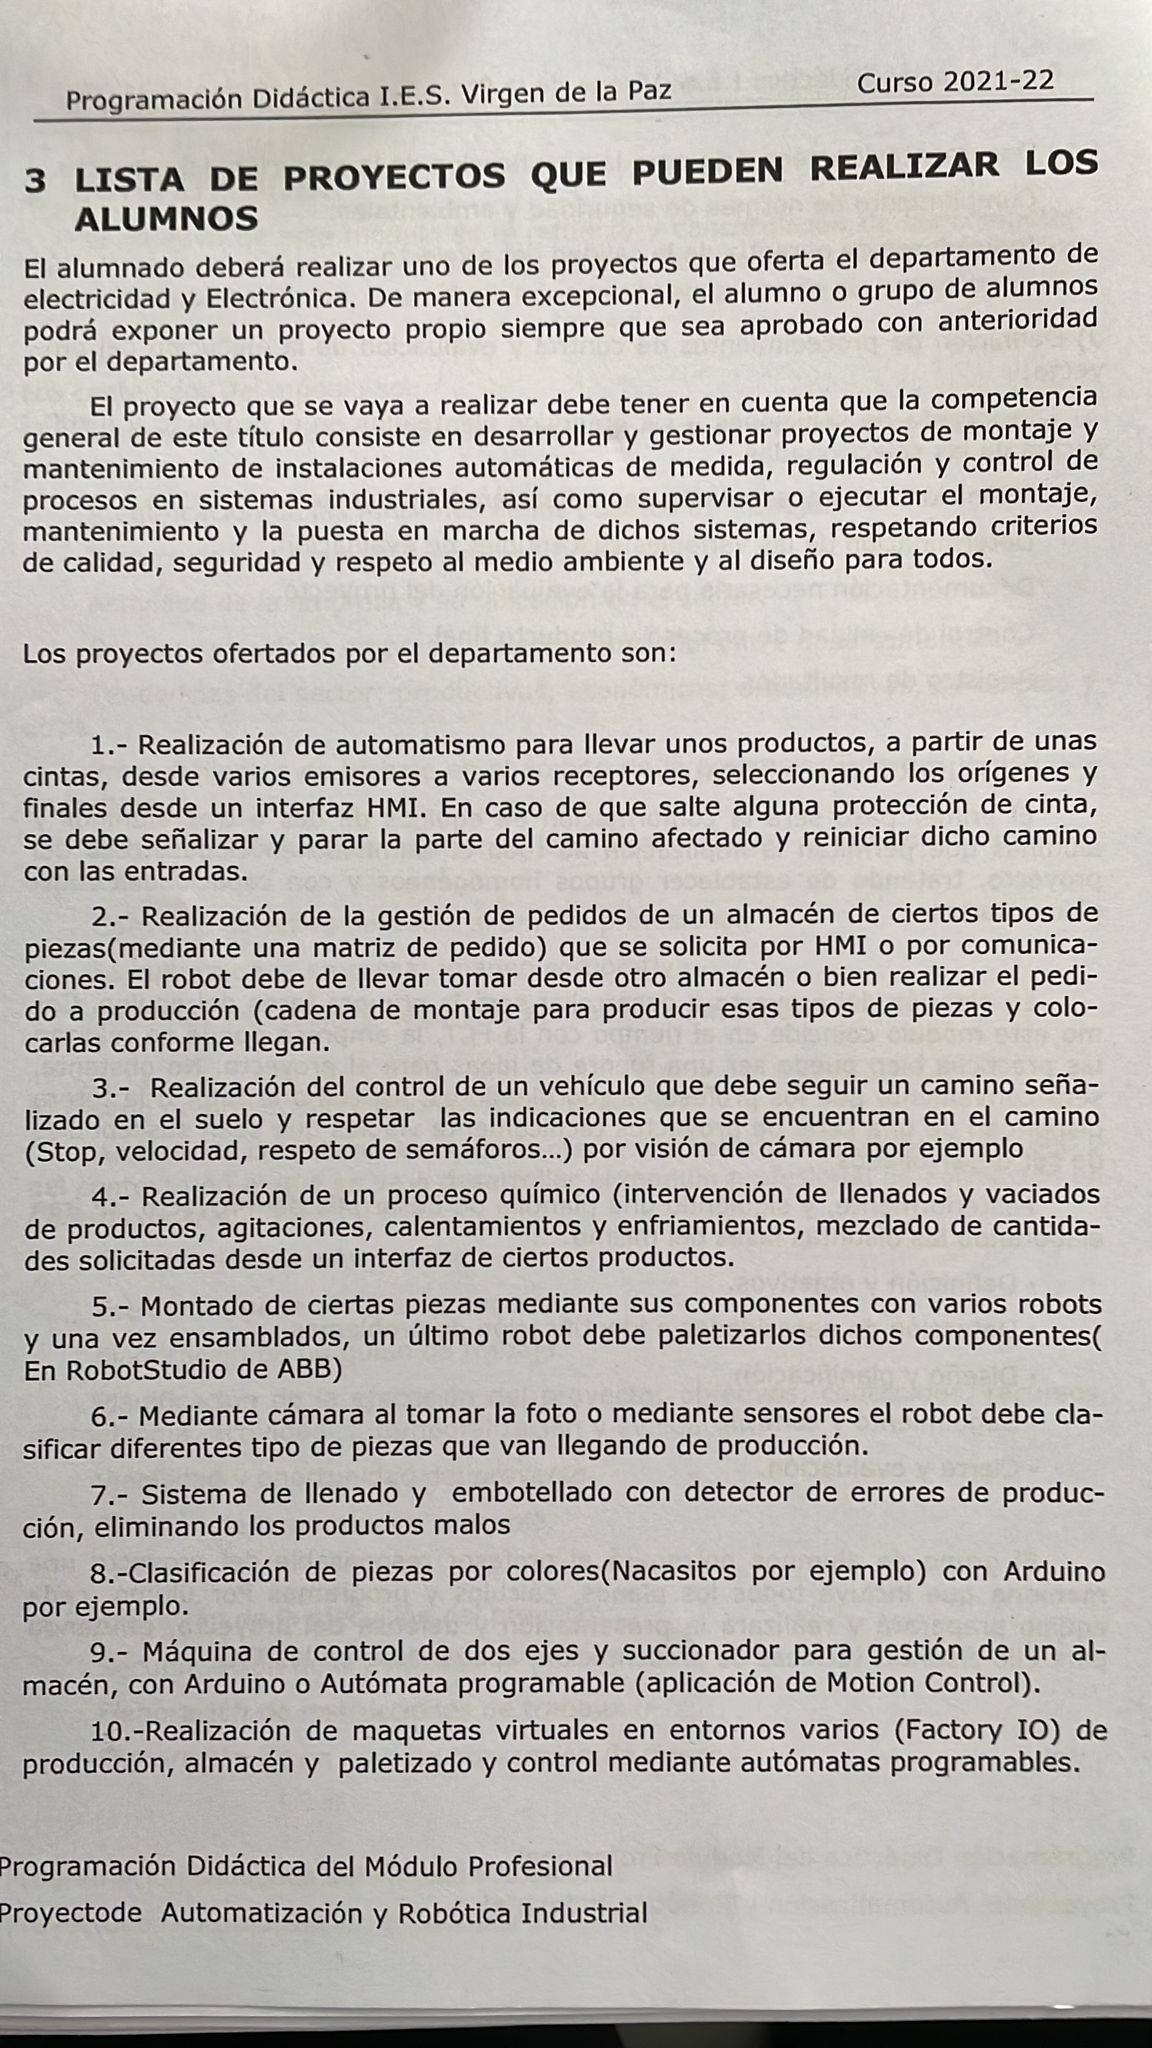 Programación Didáctica I.E.S. Virgen de la Paz Curso 2021-22
3 LISTA DE PROYECTOS QUE PUEDEN REALIZAR LOS
ALUMNOS
El alumnado deberá realizar uno de los proyectos que oferta el departamento de
electricidad y Electrónica. De manera excepcional, el alumno o grupo de alumnos
podrá exponer un proyecto propio siempre que sea aprobado con anterioridad
por el departamento.
El proyecto que se vaya a realizar debe tener en cuenta que la competencia
general de este título consiste en desarrollar y gestionar proyectos de montaje y
mantenimiento de instalaciones automáticas de medida, regulación y control de
procesos en sistemas industriales, así como supervisar o ejecutar el montaje,
mantenimiento y la puesta en marcha de dichos sistemas, respetando criterios
de calidad, seguridad y respeto al medio ambiente y al diseño para todos.
Los proyectos ofertados por el departamento son:
1.- Realización de automatismo para llevar unos productos, a partir de unas
cintas, desde varios emisores a varios receptores, seleccionando los orígenes y
finales desde un interfaz HMI. En caso de que salte alguna protección de cinta,
se debe señalizar y parar la parte del camino afectado y reiniciar dicho camino
con las entradas.
2.- Realización de la gestión de pedidos de un almacén de ciertos tipos de
piezas(mediante una matriz de pedido) que se solicita por HMI o por comunica-
ciones. El robot debe de llevar tomar desde otro almacén o bien realizar el pedi-
do a producción (cadena de montaje para producir esas tipos de piezas y colo-
carlas conforme llegan.
3.- Realización del control de un vehículo que debe seguir un camino seña-
lizado en el suelo y respetar las indicaciones que se encuentran en el camino
(Stop, velocidad, respeto de semáforos...) por visión de cámara por ejemplo
4.- Realización de un proceso químico (intervención de llenados y vaciados
de productos, agitaciones, calentamientos y enfriamientos, mezclado de cantida-
des solicitadas desde un interfaz de ciertos productos.
5.- Montado de ciertas piezas mediante sus componentes con varios robots
y una vez ensamblados, un último robot debe paletizarlos dichos componentes(
En RobotStudio de ABB)
6.- Mediante cámara al tomar la foto o mediante sensores el robot debe cla-
sificar diferentes tipo de piezas que van llegando de producción.
7.- Sistema de llenado y embotellado con detector de errores de produc-
ción, eliminando los productos malos
8.-Clasificación de piezas por colores(Nacasitos por ejemplo) con Arduino
por ejemplo.
9.- Máquina de control de dos ejes y succionador para gestión de un al-
macén, con Arduino o Autómata programable (aplicación de Motion Control).
10.-Realización de maquetas virtuales en entornos varios (Factory IO) de
producción, almacén y paletizado y control mediante autómatas programables.
Programación Didáctica del Módulo Profesional
Proyectode Automatización y Robótica Industrial